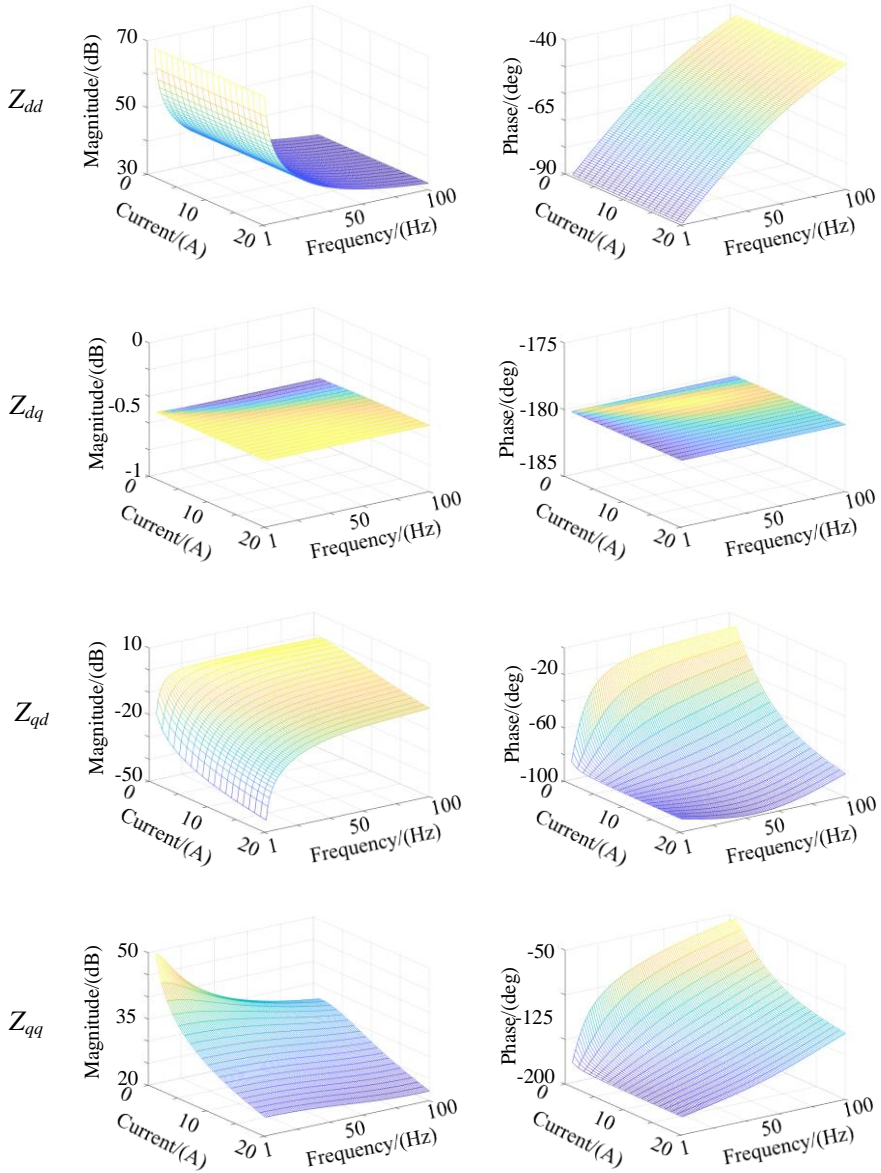 Z_dd
Magnitude/(dB)
70
50
30
0
10
20
Current/(A)
1
50
100
Frequency/(Hz)
Phase/(deg)
-40
-65
-90
0
10
20
Current/(A)
1
50
100
Frequency/(Hz)
Z_dq
Magnitude/(dB)
0
-0.5
-1
0
10
20
Current/(A)
1
50
100
Frequency/(Hz)
Phase/(deg)
-175
-180
-185
0
10
20
Current/(A)
1
50
100
Frequency/(Hz)
Z_qd
Magnitude/(dB)
10
-20
-50
0
10
20
Current/(A)
1
50
100
Frequency/(Hz)
Phase/(deg)
-20
-60
-100
0
10
20
Current/(A)
1
50
100
Frequency/(Hz)
Z_qq
Magnitude/(dB)
50
35
20
0
10
20
Current/(A)
1
50
100
Frequency/(Hz)
Phase/(deg)
-50
-125
-200
0
10
20
Current/(A)
1
50
100
Frequency/(Hz)